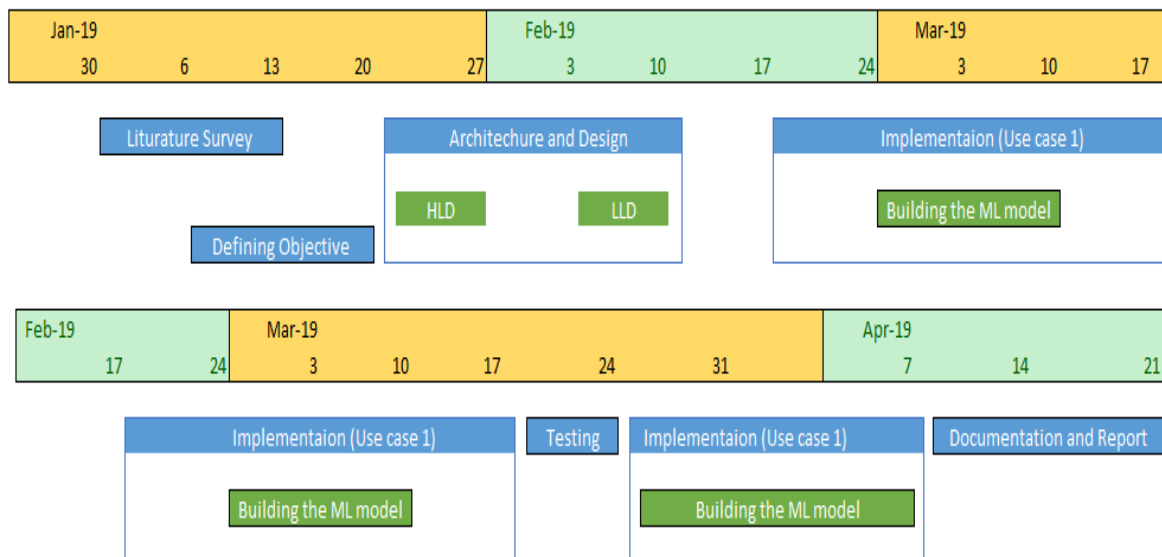 Jan-19 Feb-19 Mar-19
30 6 13 20 27 3 10 17 24 3 10 17
Liturature Survey Architechure and Design Implementaion (Use case 1)
HLD LLD Building the ML model
Defining Objective
Feb-19 Mar-19 Apr-19
17 24 3 10 17 24 31 7 14 21
Implementaion (Use case 1) Testing Implementaion (Use case 1) Documentation and Report
Building the ML model Building the ML model